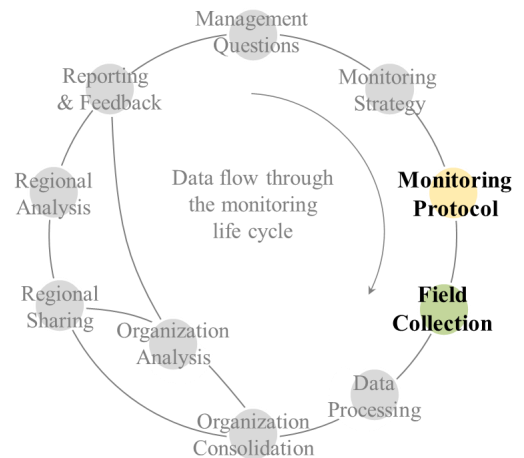 Management
Questions
Monitoring
Strategy
Monitoring
Protocol
Field
Collection
Data
Processing
Organization
Consolidation
Organization
Analysis
Regional
Sharing
Regional
Analysis
Reporting
& Feedback
Data flow through
the monitoring
life cycle